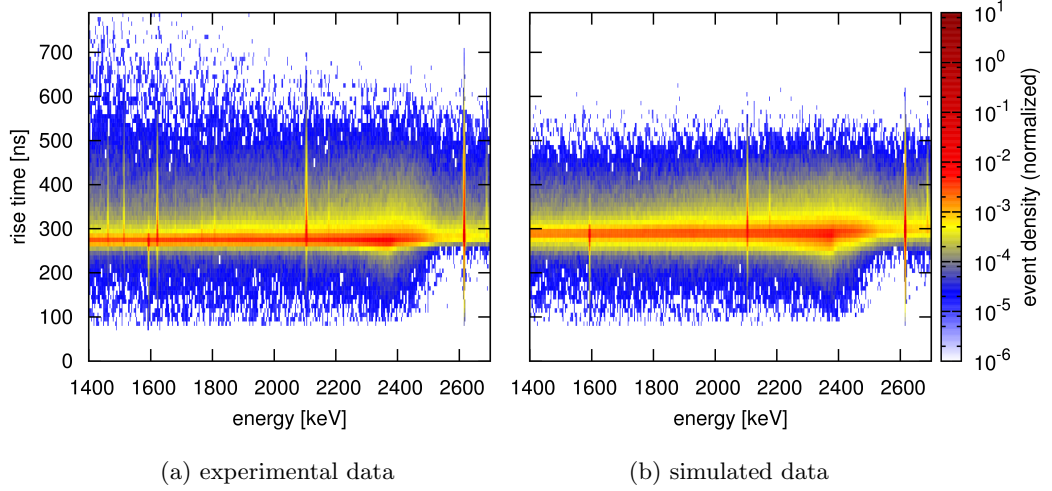 rise time [ns]
700
600
500
400
300
200
100
0
1400 1600 1800 2000 2200 2400 2600
energy [keV]
1400 1600 1800 2000 2200 2400 2600
energy [keV]
10^1
10^0
10^-1
10^-2
10^-3
10^-4
10^-5
10^-6
event density (normalized)
(a) experimental data
(b) simulated data